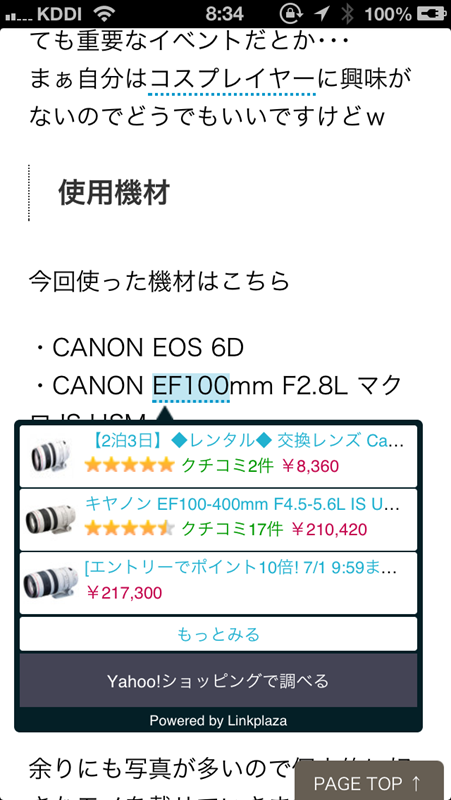 KDDI 8:34 100%
ても重要なイベントだとか･･･
まぁ自分はコスプレイヤーに興味が
ないのでどうでもいいですけどｗ
使用機材
今回使った機材はこちら
・CANON EOS 6D
・CANON EF100mm F2.8L マク
ロ IS USM
【2泊3日】◆レンタル◆ 交換レンズ Ca…
クチコミ2件 ￥8,360
キヤノン EF100-400mm F4.5-5.6L IS U…
クチコミ17件 ￥210,420
[エントリーでポイント10倍! 7/1 9:59ま…
￥217,300
もっとみる
Yahoo!ショッピングで調べる
Powered by Linkplaza
余りにも写真が多いので
PAGE TOP ↑